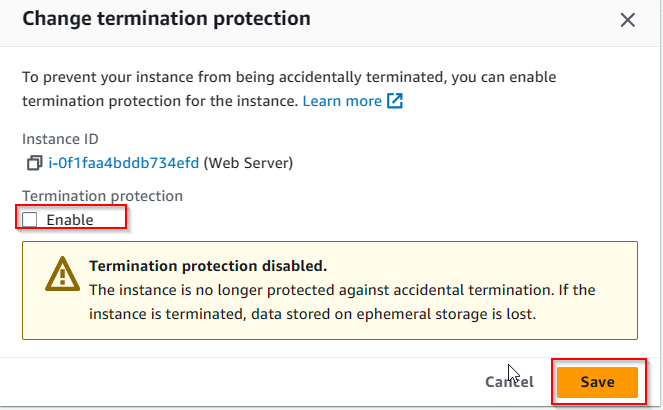 Change termination protection
To prevent your instance from being accidentally terminated, you can enable
termination protection for the instance. Learn more
Instance ID
i-0f1faa4bddb734efd (Web Server)
Termination protection
Enable
Termination protection disabled.
The instance is no longer protected against accidental termination. If the
instance is terminated, data stored on ephemeral storage is lost.
Cancel Save